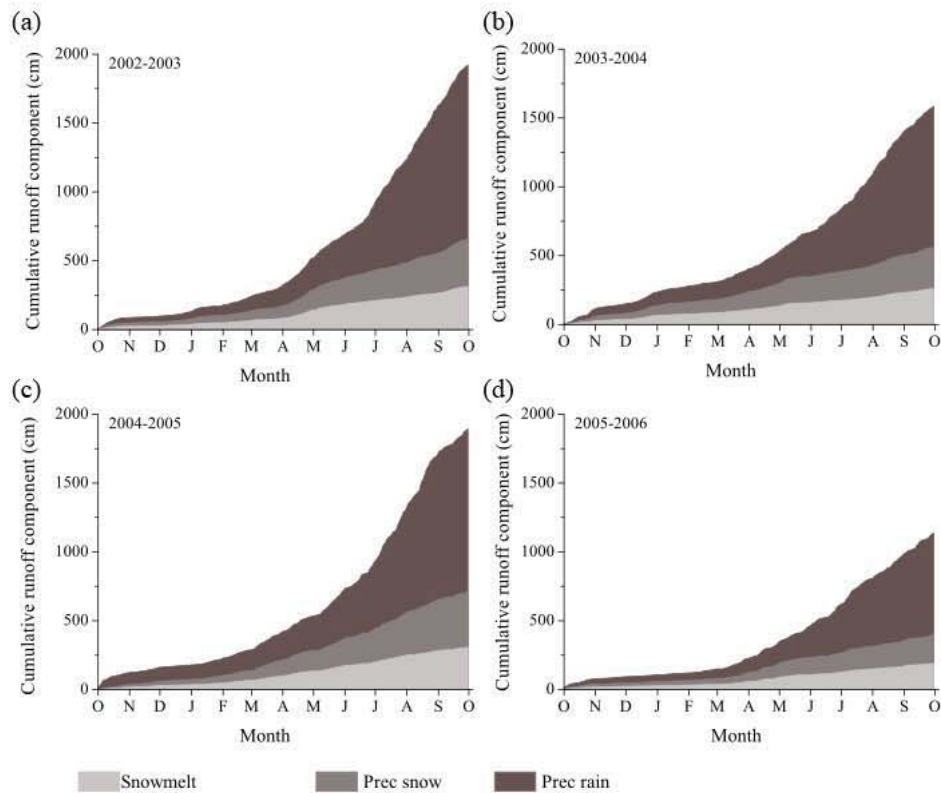 (a)
(b)
2002-2003
2003-2004
Cumulative runoff component (cm)
2000
1500
1000
500
0
O N D J F M A M J J A S O
Month
Cumulative runoff component (cm)
2000
1500
1000
500
0
O N D J F M A M J J A S O
Month
(c)
(d)
2004-2005
2005-2006
Cumulative runoff component (cm)
2000
1500
1000
500
0
O N D J F M A M J J A S O
Month
Cumulative runoff component (cm)
2000
1500
1000
500
0
O N D J F M A M J J A S O
Month
Snowmelt
Prec snow
Prec rain